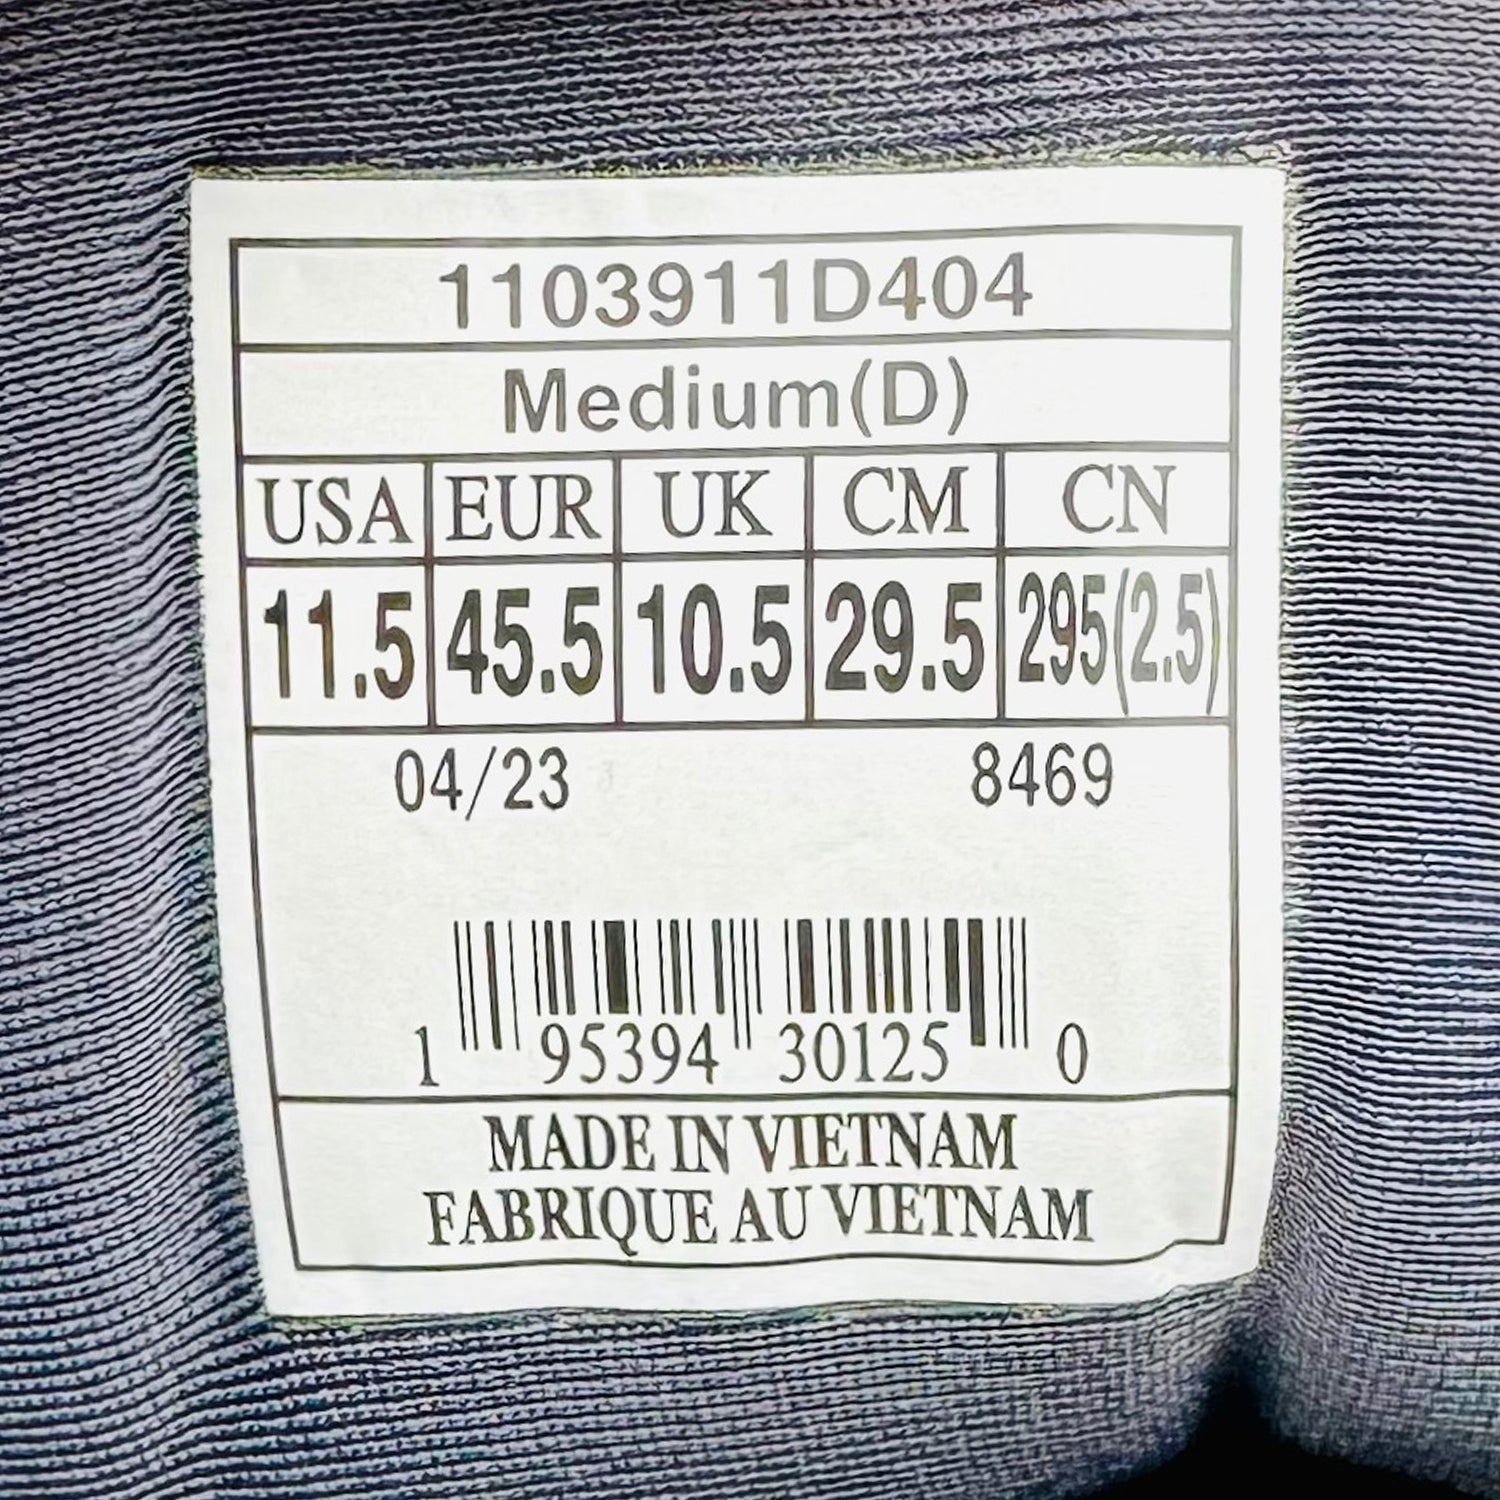 1103911D404
Medium(D)
USA EUR UK CM CN
11.5 45.5 10.5 29.5 295(2.5)
04/23 8469
1 95394 30125 0
MADE IN VIETNAM
FABRIQUE AU VIETNAM